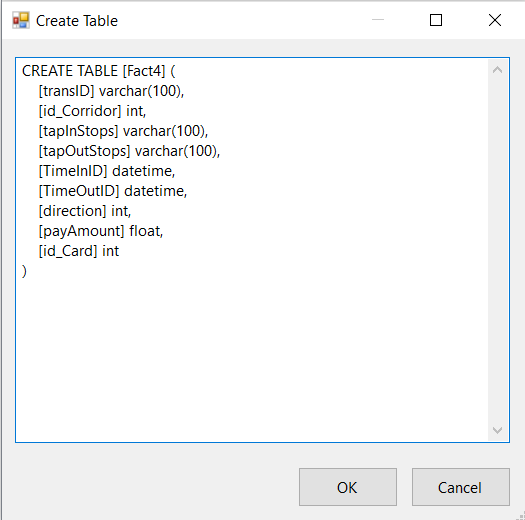 Create Table
CREATE TABLE [Fact4] (
    [transID] varchar(100),
    [id_Corridor] int,
    [tapInStops] varchar(100),
    [tapOutStops] varchar(100),
    [TimeInID] datetime,
    [TimeOutID] datetime,
    [direction] int,
    [payAmount] float,
    [id_Card] int
)
OK
Cancel